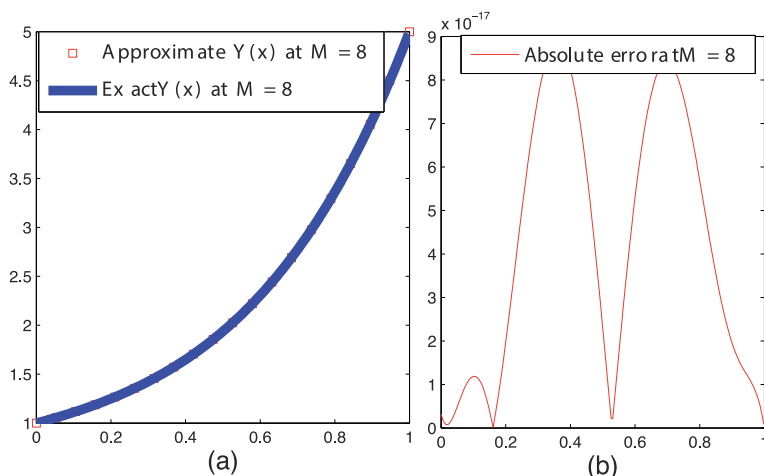 5
4.5
4
3.5
3
2.5
2
1.5
1
0 0.2 0.4 0.6 0.8 1
Approximate Y (x) at M = 8
Ex actY (x) at M = 8
(a)
x 10⁻¹⁷
9
8
7
6
5
4
3
2
1
0
0 0.2 0.4 0.6 0.8 1
Absolute erro ratM = 8
(b)